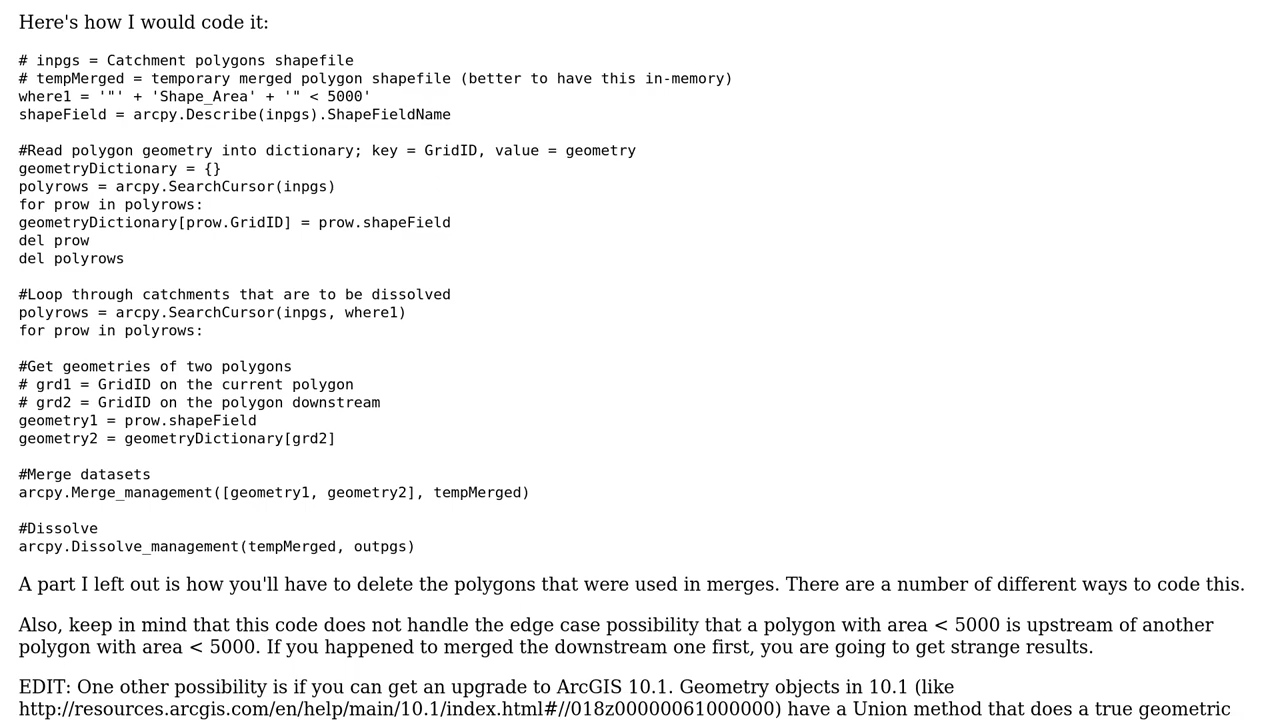 Here's how I would code it:
# inpgs = Catchment polygons shapefile
# tempMerged = temporary merged polygon shapefile (better to have this in-memory)
where1 = '"' + 'Shape_Area' + '" < 5000'
shapeField = arcpy.Describe(inpgs).ShapeFieldName
#Read polygon geometry into dictionary; key = GridID, value = geometry
geometryDictionary = {}
polyrows = arcpy.SearchCursor(inpgs)
for prow in polyrows:
geometryDictionary[prow.GridID] = prow.shapeField
del prow
del polyrows
#Loop through catchments that are to be dissolved
polyrows = arcpy.SearchCursor(inpgs, where1)
for prow in polyrows:
#Get geometries of two polygons
# grd1 = GridID on the current polygon
# grd2 = GridID on the polygon downstream
geometry1 = prow.shapeField
geometry2 = geometryDictionary[grd2]
#Merge datasets
arcpy.Merge_management([geometry1, geometry2], tempMerged)
#Dissolve
arcpy.Dissolve_management(tempMerged, outpgs)
A part I left out is how you'll have to delete the polygons that were used in merges. There are a number of different ways to code this.
Also, keep in mind that this code does not handle the edge case possibility that a polygon with area < 5000 is upstream of another
polygon with area < 5000. If you happened to merged the downstream one first, you are going to get strange results.
EDIT: One other possibility is if you can get an upgrade to ArcGIS 10.1. Geometry objects in 10.1 (like
http://resources.arcgis.com/en/help/main/10.1/index.html#//018z00000061000000) have a Union method that does a true geometric